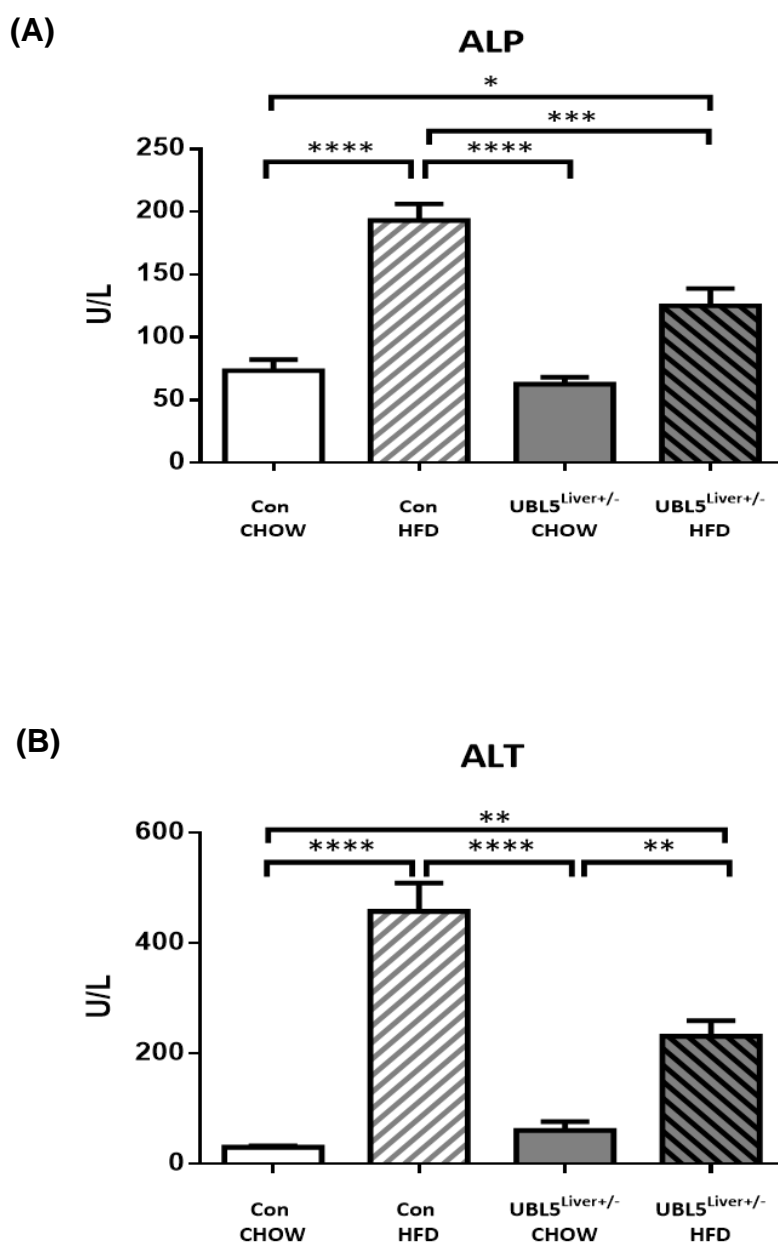 (A)
ALP
*
***
**** ****
250
200
150
100
50
0
U/L
Con Con UBL5Liver+/- UBL5Liver+/-
CHOW HFD CHOW HFD
(B)
ALT
**
**** **** **
600
400
200
0
U/L
Con Con UBL5Liver+/- UBL5Liver+/-
CHOW HFD CHOW HFD